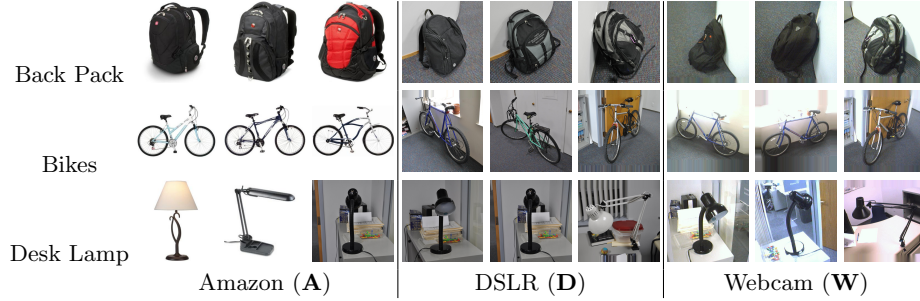 Back Pack
Bikes
Desk Lamp
Amazon (A)
DSLR (D)
Webcam (W)